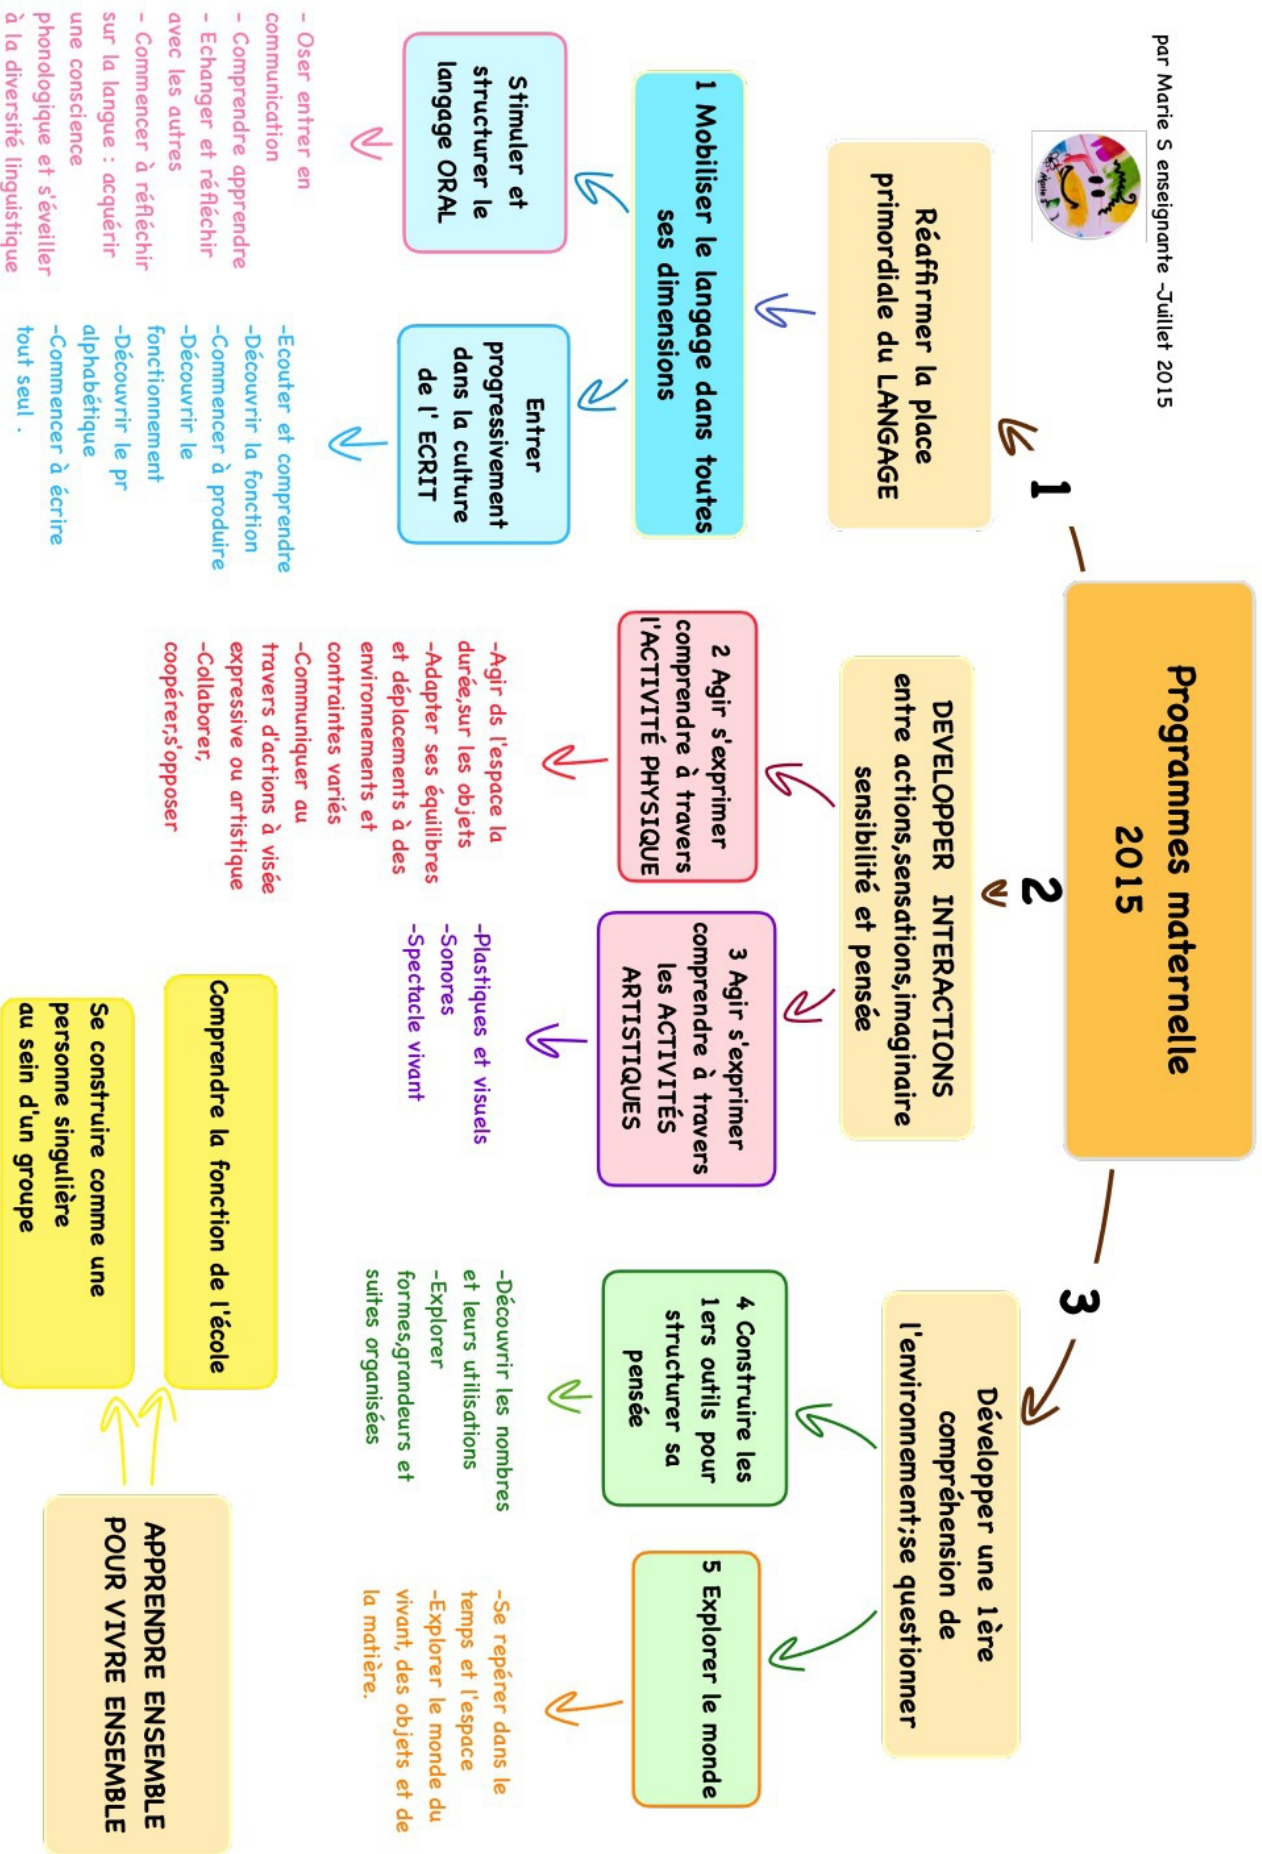 par Marie S enseignante -Juillet 2015
Programmes maternelle
2015
1
Réaffirmer la place
primordiale du LANGAGE
1 Mobiliser le langage dans toutes
ses dimensions
Stimuler et
structurer le
langage ORAL
- Oser entrer en
communication
- Comprendre apprendre
- Echanger et réfléchir
avec les autres
- Commencer à réfléchir
sur la langue : acquérir
une conscience
phonologique et s'éveiller
à la diversité linguistique
Entrer
progressivement
dans la culture
de l' ECRIT
-Ecouter et comprendre
-Découvrir la fonction
-Commencer à produire
-Découvrir le
fonctionnement
-Découvrir le pr
alphabétique
-Commencer à écrire
tout seul .
2
DEVELOPPER INTERACTIONS
entre actions,sensations,imaginaire
sensibilité et pensée
2 Agir s'exprimer
comprendre à travers
l'ACTIVITÉ PHYSIQUE
-Agir ds l'espace la
durée,sur les objets
-Adapter ses équilibres
et déplacements à des
environnements et
contraintes variés
-Communiquer au
travers d'actions à visée
expressive ou artistique
-Collaborer,
coopérer,s'opposer
3 Agir s'exprimer
comprendre à travers
les ACTIVITÉS
ARTISTIQUES
-Plastiques et visuels
-Sonores
-Spectacle vivant
3
Développer une 1ère
compréhension de
l'environnement;se questionner
4 Construire les
1ers outils pour
structurer sa
pensée
-Découvrir les nombres
et leurs utilisations
-Explorer
formes,grandeurs et
suites organisées
5 Explorer le monde
-Se repérer dans le
temps et l'espace
-Explorer le monde du
vivant, des objets et de
la matière.
APPRENDRE ENSEMBLE
POUR VIVRE ENSEMBLE
Comprendre la fonction de l'école
Se construire comme une
personne singulière
au sein d'un groupe